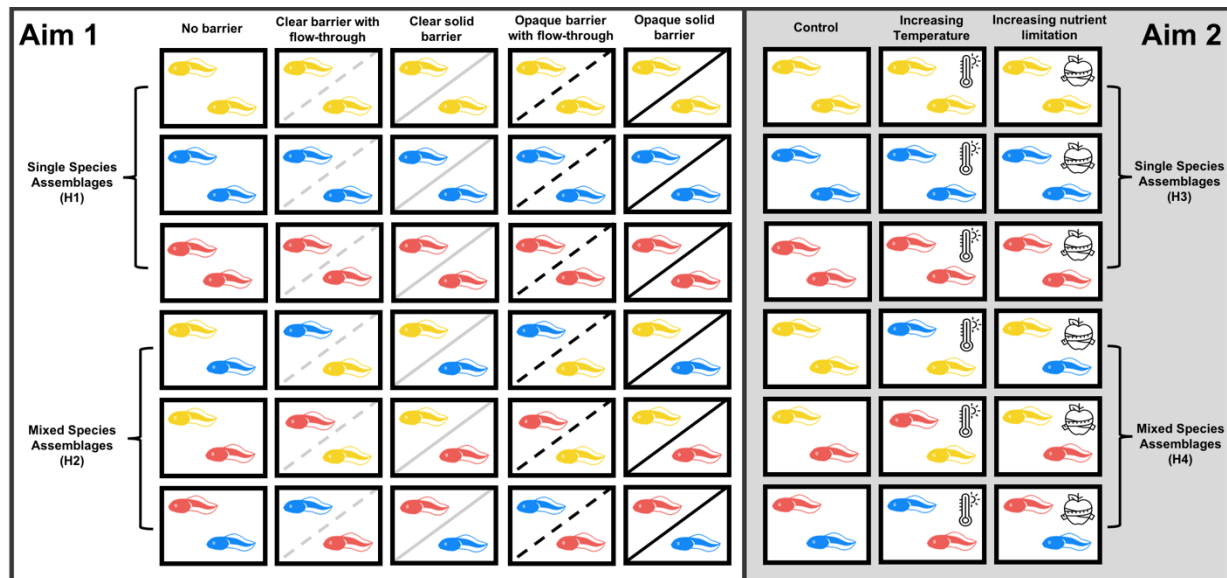 Aim 1
No barrier
Clear barrier with
flow-through
Clear solid
barrier
Opaque barrier
with flow-through
Opaque solid
barrier
Single Species
Assemblages
(H1)
Mixed Species
Assemblages
(H2)
Aim 2
Control
Increasing
Temperature
Increasing nutrient
limitation
Single Species
Assemblages
(H3)
Mixed Species
Assemblages
(H4)